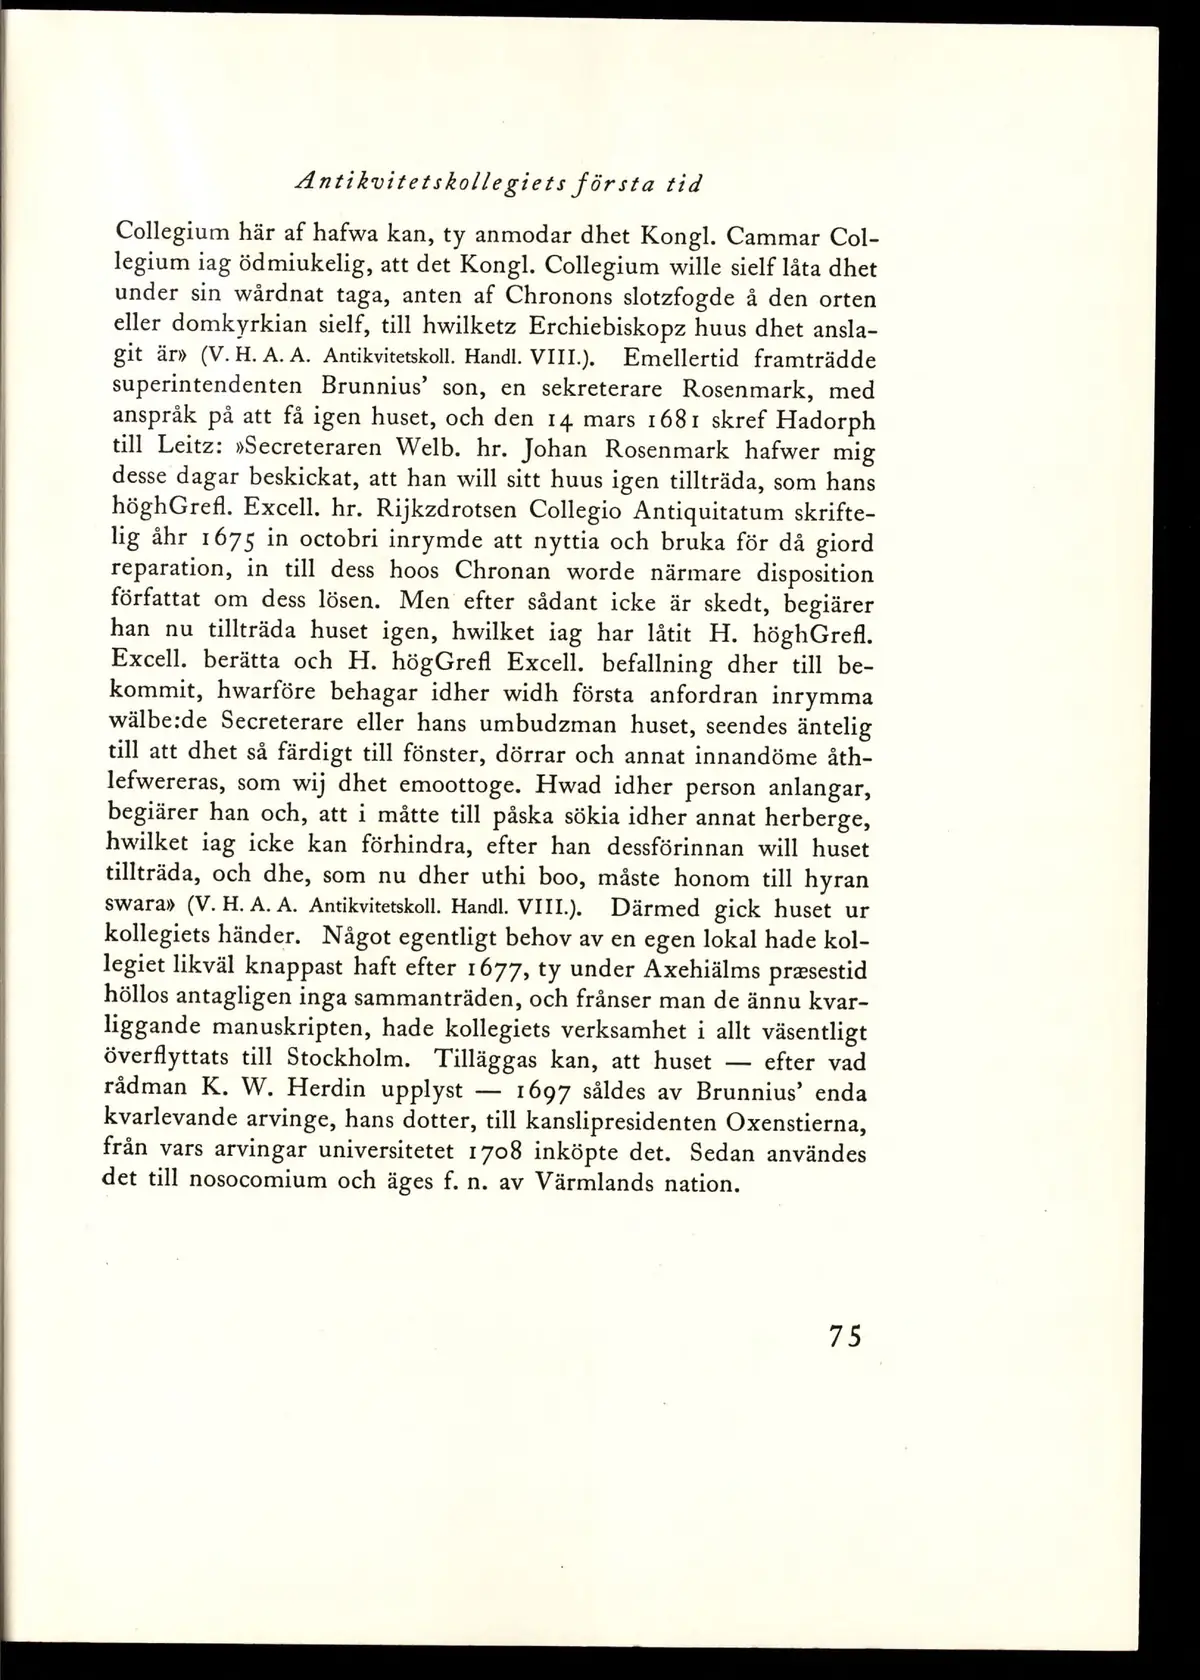 Antikvitetskollegiets första tid
Collegium här af hafwa kan, ty anmodar dhet Kongl. Cammar Col-
legium iag ödmiukelig, att det Kongl. Collegium wille sielf låta dhet
under sin wårdnat taga, anten af Chronons slotzfogde å den orten
eller domkyrkian sielf, till hwilketz Erchiebiskopz huus dhet ansla-
git är» (V. H. A. A. Antikvitetskoll. Handl. VIII.). Emellertid framträdde
superintendenten Brunnius’ son, en sekreterare Rosenmark, med
anspråk på att få igen huset, och den 14 mars 1681 skref Hadorph
till Leitz: »Secreteraren Welb. hr. Johan Rosenmark hafwer mig
desse dagar beskickat, att han will sitt huus igen tillträda, som hans
höghGrefl. Excell. hr. Rijkzdrotsen Collegio Antiquitatum skrifte-
lig åhr 1675 in octobri inrymde att nyttia och bruka för då giord
reparation, in till dess hoos Chronan worde närmare disposition
författat om dess lösen. Men efter sådant icke är skedt, begiärer
han nu tillträda huset igen, hwilket iag har låtit H. höghGrefl.
Excell. berätta och H. högGrefl Excell. befallning dher till be-
kommit, hwarföre behagar idher widh första anfordran inrymma
wälbe:de Secreterare eller hans umbudzman huset, seendes äntelig
till att dhet så färdigt till fönster, dörrar och annat innandöme åth-
lefwereras, som wij dhet emoottoge. Hwad idher person anlangar,
begiärer han och, att i måtte till påska sökia idher annat herberge,
hwilket iag icke kan förhindra, efter han dessförinnan will huset
tillträda, och dhe, som nu dher uthi boo, måste honom till hyran
swara» (V. H. A. A. Antikvitetskoll. Handl. VIII.). Därmed gick huset ur
kollegiets händer. Något egentligt behov av en egen lokal hade kol-
legiet likväl knappast haft efter 1677, ty under Axehiälms præsestid
höllos antagligen inga sammanträden, och frånser man de ännu kvar-
liggande manuskripten, hade kollegiets verksamhet i allt väsentligt
överflyttats till Stockholm. Tilläggas kan, att huset — efter vad
rådman K. W. Herdin upplyst — 1697 såldes av Brunnius’ enda
kvarlevande arvinge, hans dotter, till kanslipresidenten Oxenstierna,
från vars arvingar universitetet 1708 inköpte det. Sedan användes
det till nosocomium och äges f. n. av Värmlands nation.
75